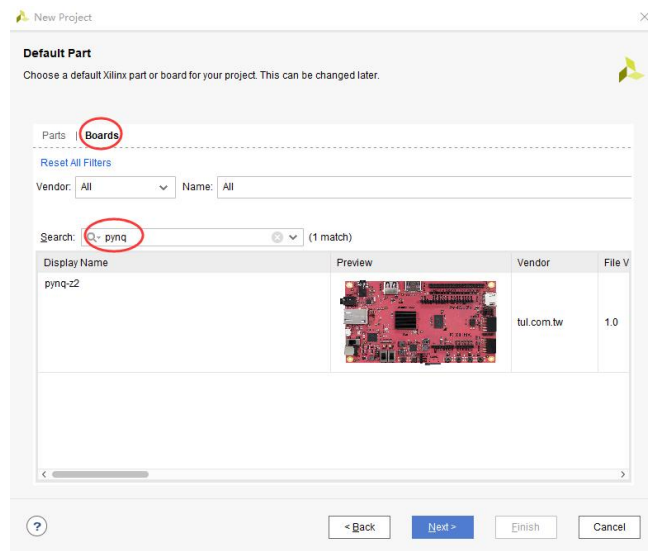 New Project
Default Part
Choose a default Xilinx part or board for your project. This can be changed later.
Parts | Boards
Reset All Filters
Vendor: All Name: All
Search: pynq (1 match)
Display Name Preview Vendor File V
pynq-z2 tul.com.tw 1.0
? < Back Next > Finish Cancel